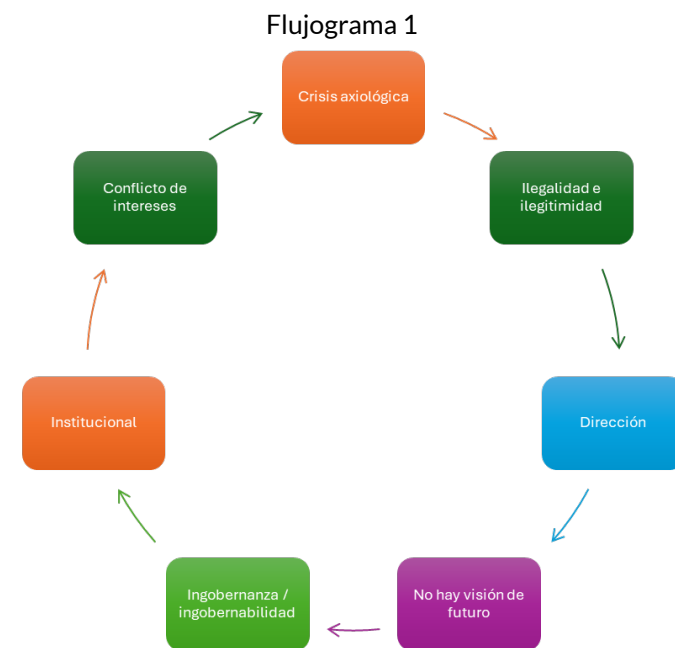 Flujograma 1
Crisis axiológica
Ilegalidad e
ilegitimidad
Dirección
No hay visión de
futuro
Ingobernanza /
ingobernabilidad
Institucional
Conflicto de
intereses